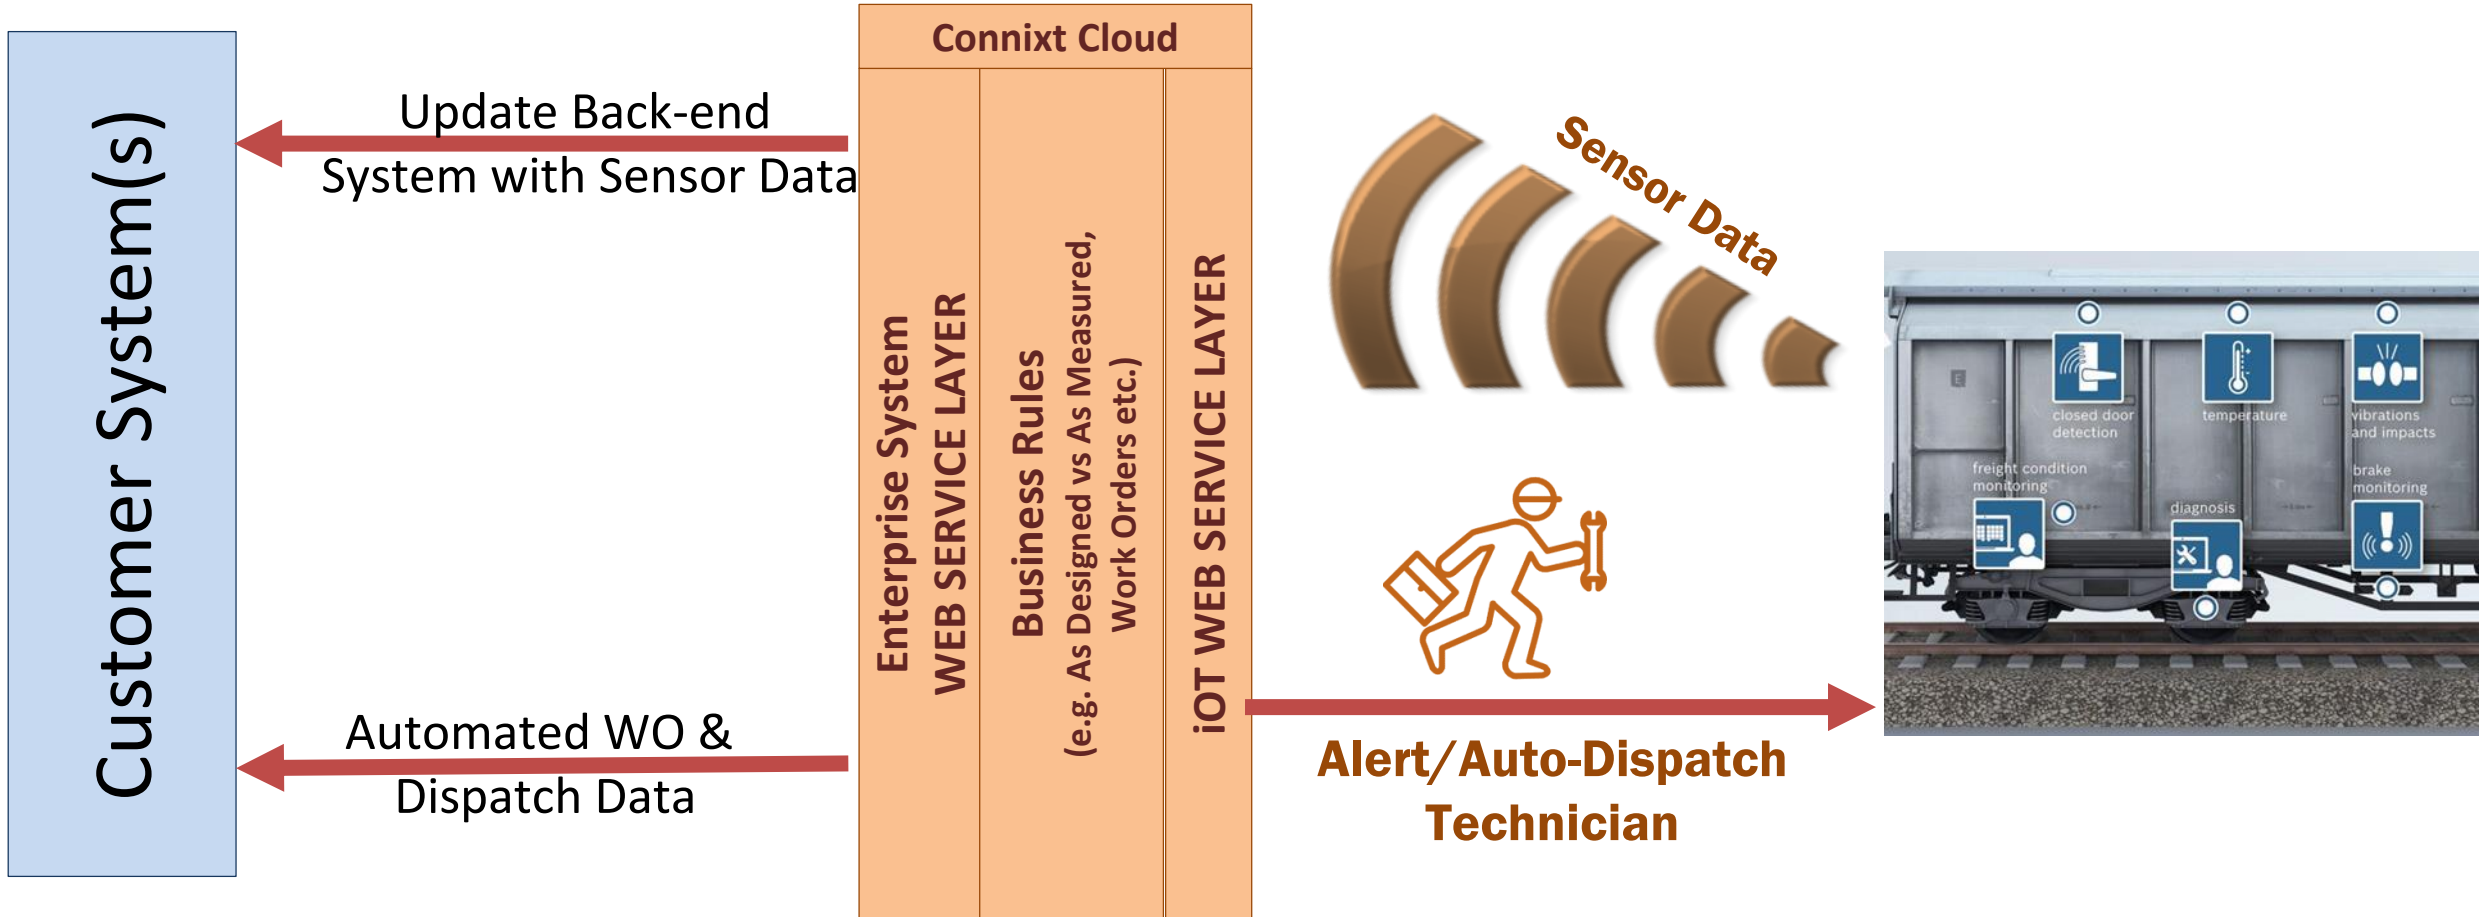 Customer System(s)
Update Back-end
System with Sensor Data
Automated WO &
Dispatch Data
Connixt Cloud
Enterprise System
WEB SERVICE LAYER
Business Rules
(e.g. As Designed vs As Measured,
Work Orders etc.)
iOT WEB SERVICE LAYER
Sensor Data
Alert/Auto-Dispatch
Technician
closed door
detection
temperature
vibrations
and impacts
freight condition
monitoring
diagnosis
brake
monitoring
E